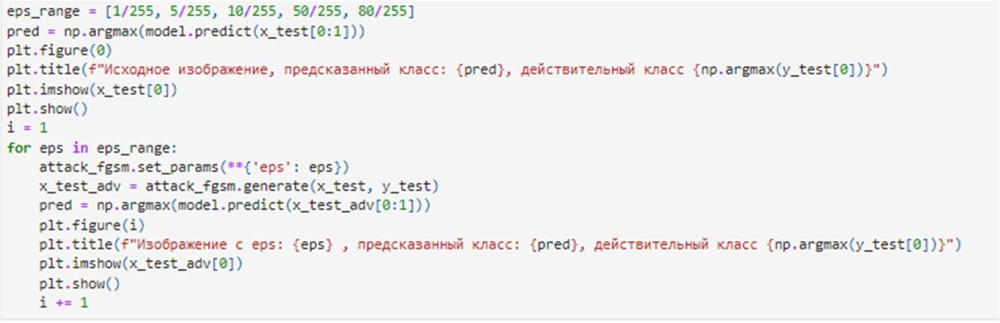 eps_range = [1/255, 5/255, 10/255, 50/255, 80/255]
pred = np.argmax(model.predict(x_test[0:1]))
plt.figure(0)
plt.title(f"Исходное изображение, предсказанный класс: {pred}, действительный класс {np.argmax(y_test[0])}")
plt.imshow(x_test[0])
plt.show()
i = 1
for eps in eps_range:
    attack_fgsm.set_params(**{'eps': eps})
    x_test_adv = attack_fgsm.generate(x_test, y_test)
    pred = np.argmax(model.predict(x_test_adv[0:1]))
    plt.figure(i)
    plt.title(f"Изображение с eps: {eps} , предсказанный класс: {pred}, действительный класс {np.argmax(y_test[0])}")
    plt.imshow(x_test_adv[0])
    plt.show()
    i += 1